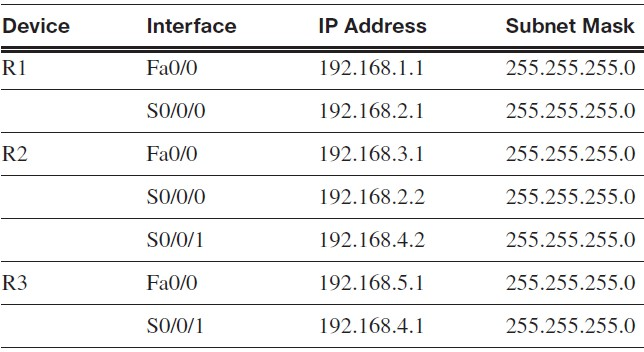 Device Interface IP Address Subnet Mask
R1 Fa0/0 192.168.1.1 255.255.255.0
S0/0/0 192.168.2.1 255.255.255.0
R2 Fa0/0 192.168.3.1 255.255.255.0
S0/0/0 192.168.2.2 255.255.255.0
S0/0/1 192.168.4.2 255.255.255.0
R3 Fa0/0 192.168.5.1 255.255.255.0
S0/0/1 192.168.4.1 255.255.255.0